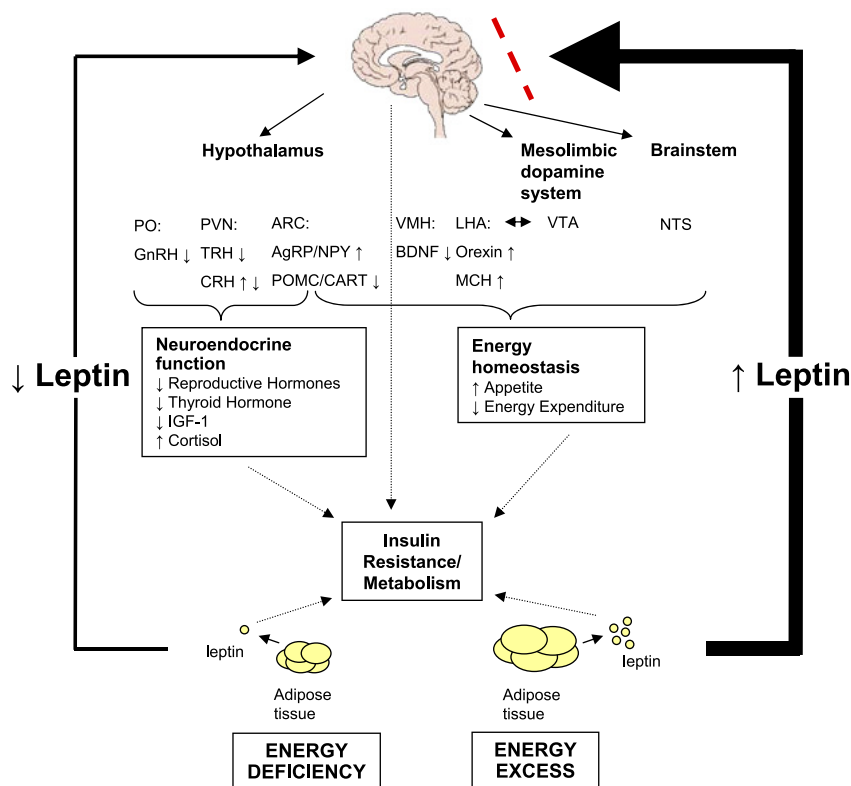 Hypothalamus
Mesolimbic
dopamine
system
Brainstem
PO:
GnRH ↓
PVN:
TRH ↓
CRH ↑ ↓
ARC:
AgRP/NPY ↑
POMC/CART ↓
VMH:
BDNF ↓
LHA: ↔ VTA
Orexin ↑
MCH ↑
NTS
↓ Leptin
Neuroendocrine
function
↓ Reproductive Hormones
↓ Thyroid Hormone
↓ IGF-1
↑ Cortisol
Energy
homeostasis
↑ Appetite
↓ Energy Expenditure
↑ Leptin
Insulin
Resistance/
Metabolism
leptin
Adipose
tissue
leptin
Adipose
tissue
ENERGY
DEFICIENCY
ENERGY
EXCESS